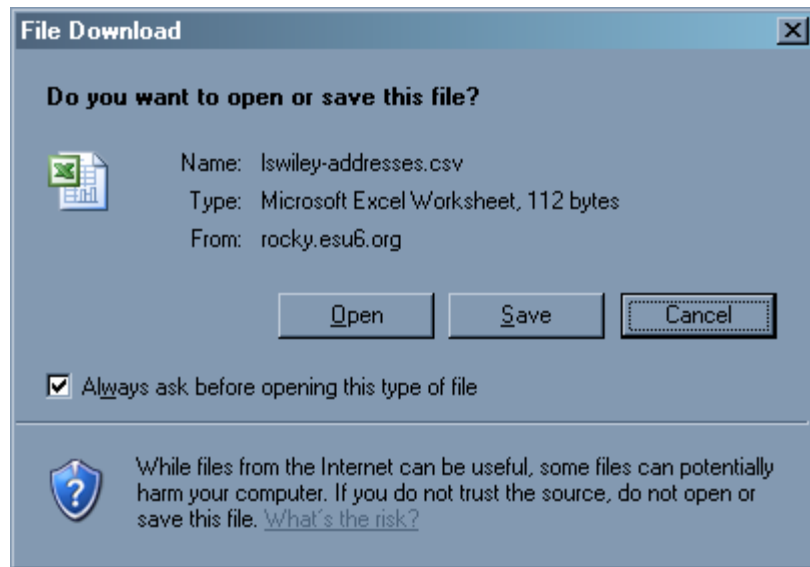 File Download
Do you want to open or save this file?
Name: lswiley-addresses.csv
Type: Microsoft Excel Worksheet, 112 bytes
From: rocky.esu6.org
Open Save Cancel
Always ask before opening this type of file
While files from the Internet can be useful, some files can potentially
harm your computer. If you do not trust the source, do not open or
save this file. What's the risk?